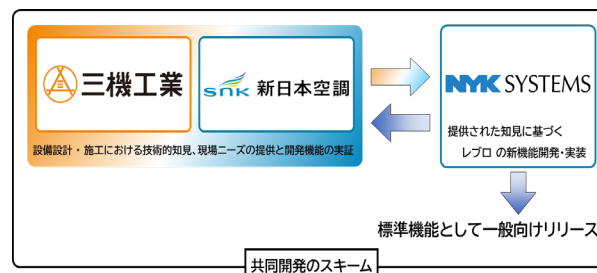 三機工業
snk 新日本空調
設備設計・施工における技術的知見、現場ニーズの提供と開発機能の実証
NYK SYSTEMS
提供された知見に基づく
レブロ の新機能開発・実装
標準機能として一般向けリリース
共同開発のスキーム